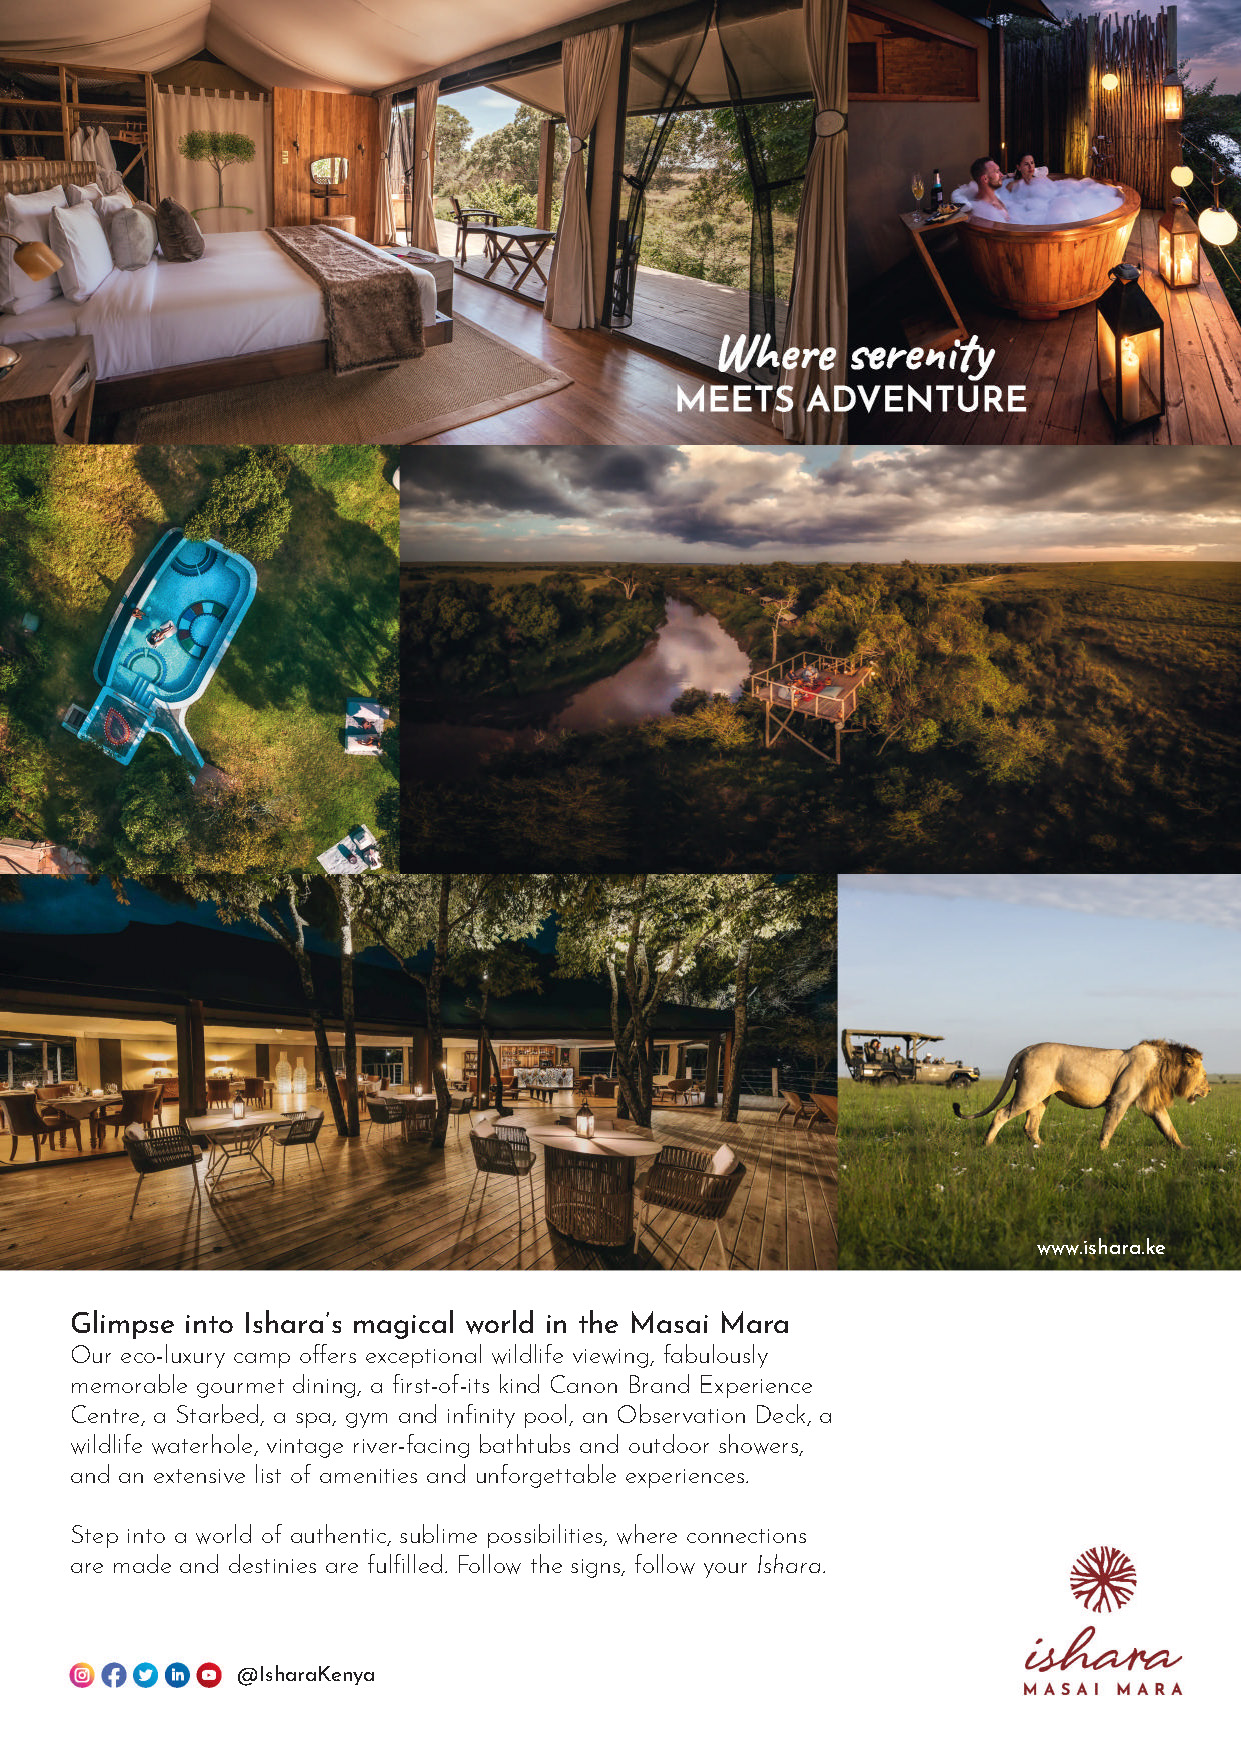 Where serenity
MEETS ADVENTURE
www.ishara.ke
Glimpse into Ishara's magical world in the Masai Mara
Our eco-luxury camp offers exceptional wildlife viewing, fabulously
memorable gourmet dining, a first-of-its kind Canon Brand Experience
Centre, a Starbed, a spa, gym and infinity pool, an Observation Deck, a
wildlife waterhole, vintage river-facing bathtubs and outdoor showers,
and an extensive list of amenities and unforgettable experiences.
Step into a world of authentic, sublime possibilities, where connections
are made and destinies are fulfilled. Follow the signs, follow your Ishara.
@IsharaKenya
ishara
MASAI MARA